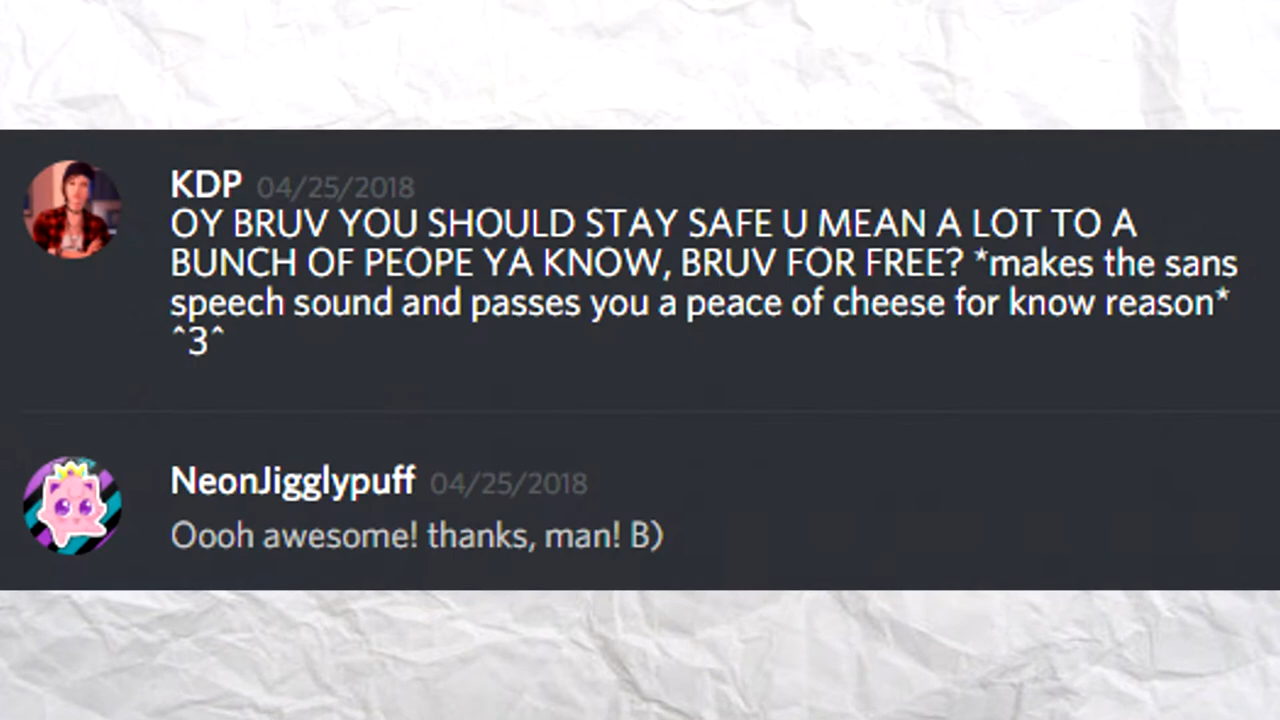 KDP 04/25/2018
OY BRUV YOU SHOULD STAY SAFE U MEAN A LOT TO A
BUNCH OF PEOPE YA KNOW, BRUV FOR FREE? *makes the sans
speech sound and passes you a peace of cheese for know reason*
^3^
NeonJigglypuff 04/25/2018
Oooh awesome! thanks, man! B)